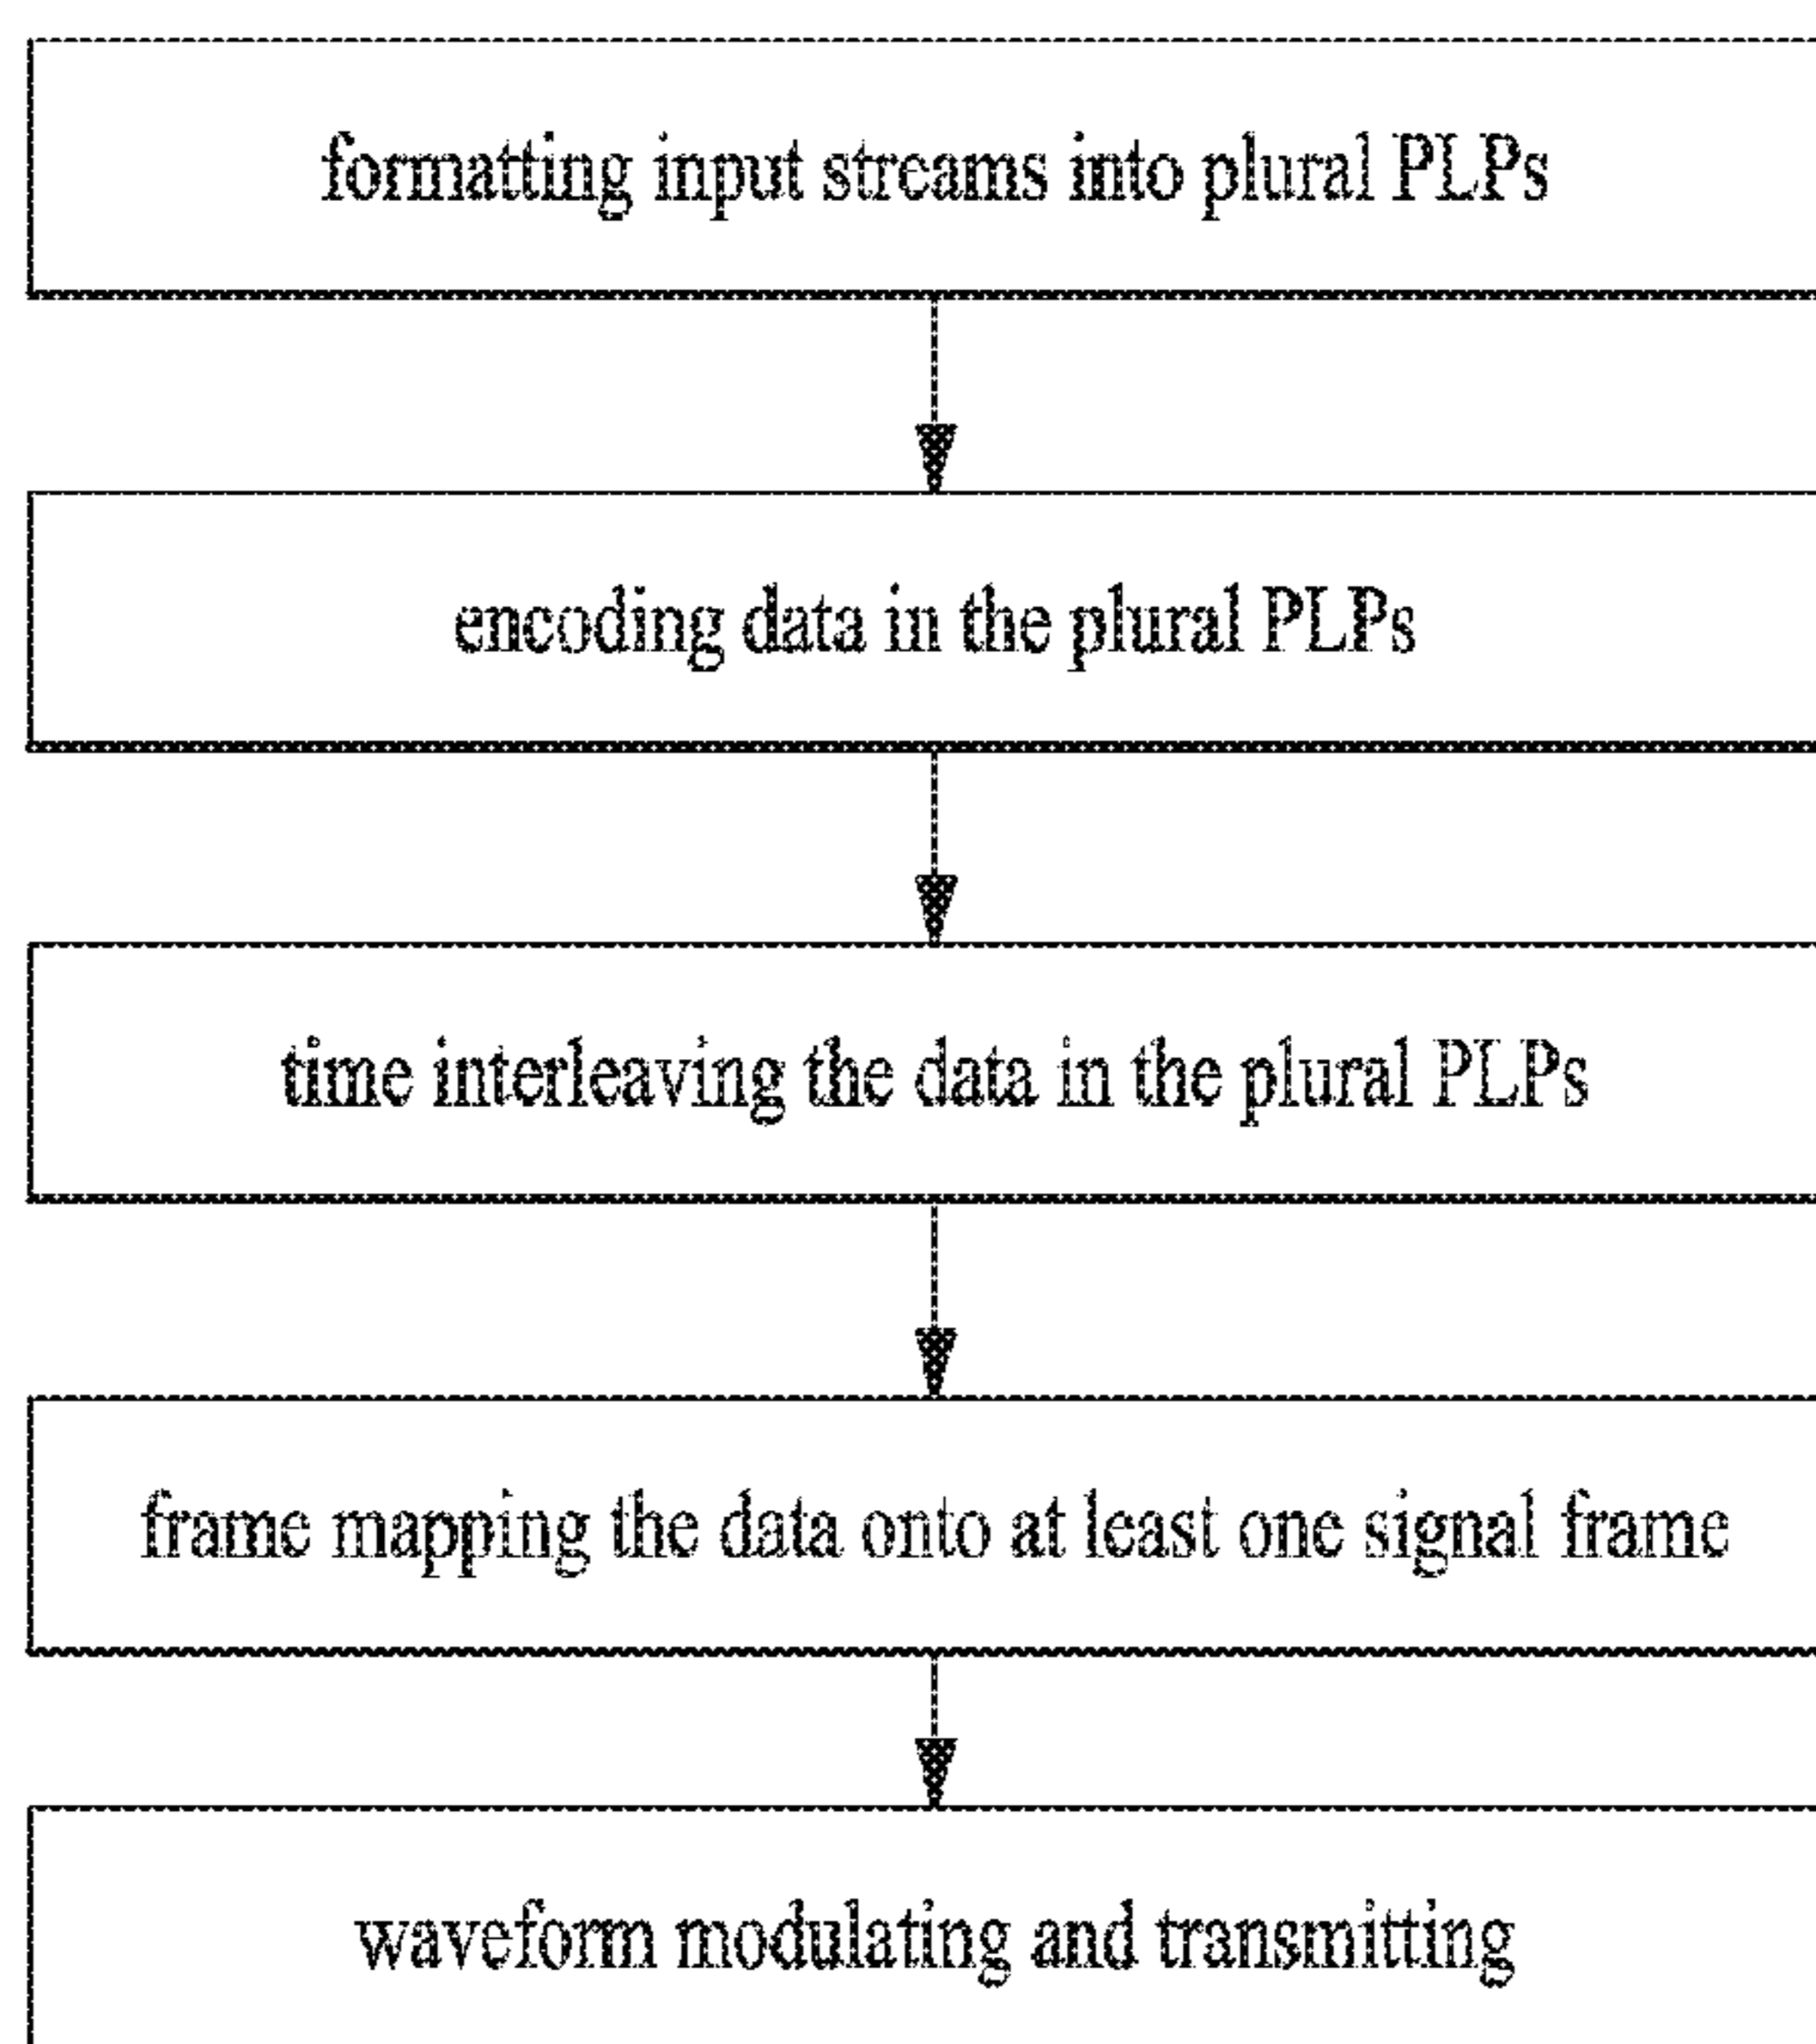 formatting input streams into plural PLPs
encoding data in the plural PLPs
time interleaving the data in the plural PLPs
frame mapping the data onto at least one signal frame
waveform modulating and transmitting